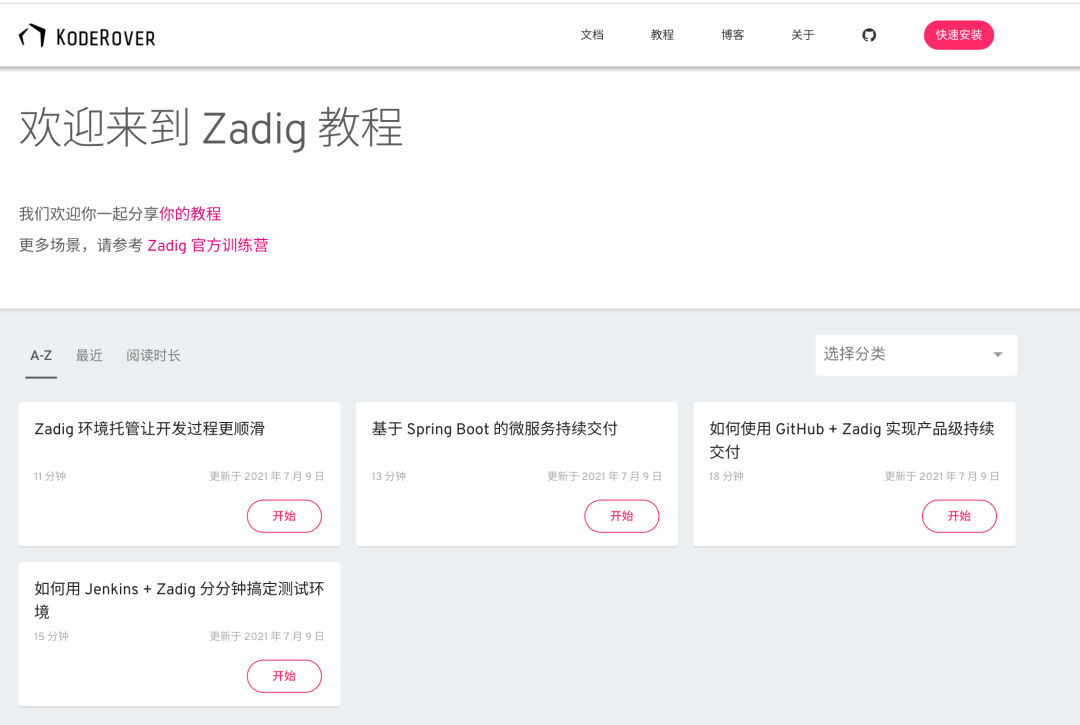 KODEROVER
文档 教程 博客 关于 快速安装
欢迎来到 Zadig 教程
我们欢迎你一起分享你的教程
更多场景，请参考 Zadig 官方训练营
A-Z 最近 阅读时长 选择分类
Zadig 环境托管让开发过程更顺滑
11 分钟 更新于 2021 年 7 月 9 日
开始
基于 Spring Boot 的微服务持续交付
13 分钟 更新于 2021 年 7 月 9 日
开始
如何使用 GitHub + Zadig 实现产品级持续
交付
18 分钟 更新于 2021 年 7 月 9 日
开始
如何用 Jenkins + Zadig 分分钟搞定测试环
境
15 分钟 更新于 2021 年 7 月 9 日
开始